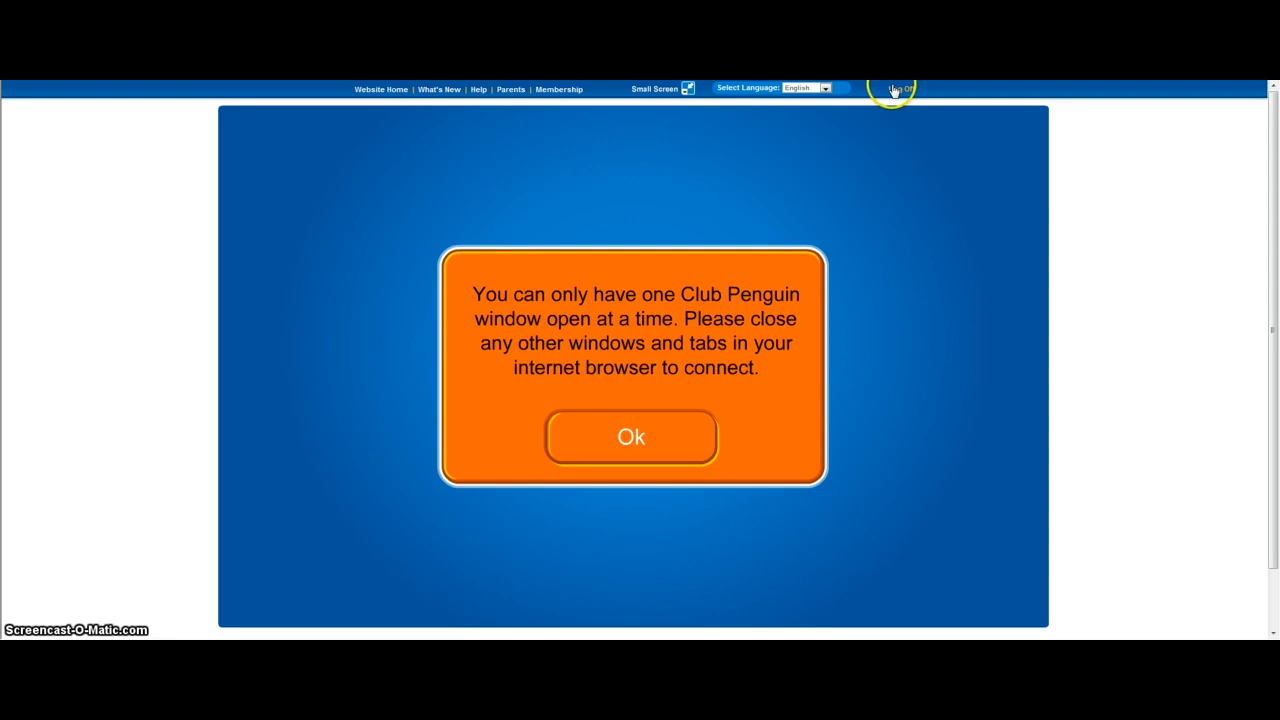 Website Home | What's New | Help | Parents | Membership
Small Screen
Select Language: English
You can only have one Club Penguin
window open at a time. Please close
any other windows and tabs in your
internet browser to connect.
Ok
Screencast-O-Matic.com